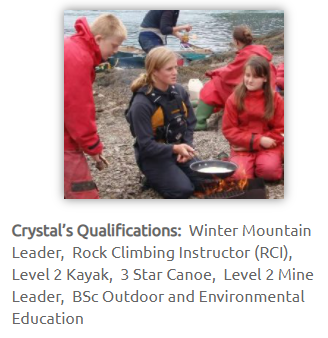 Crystal's Qualifications:  Winter Mountain
Leader,  Rock Climbing Instructor (RCI),
Level 2 Kayak,  3 Star Canoe,  Level 2 Mine
Leader,  BSc Outdoor and Environmental
Education